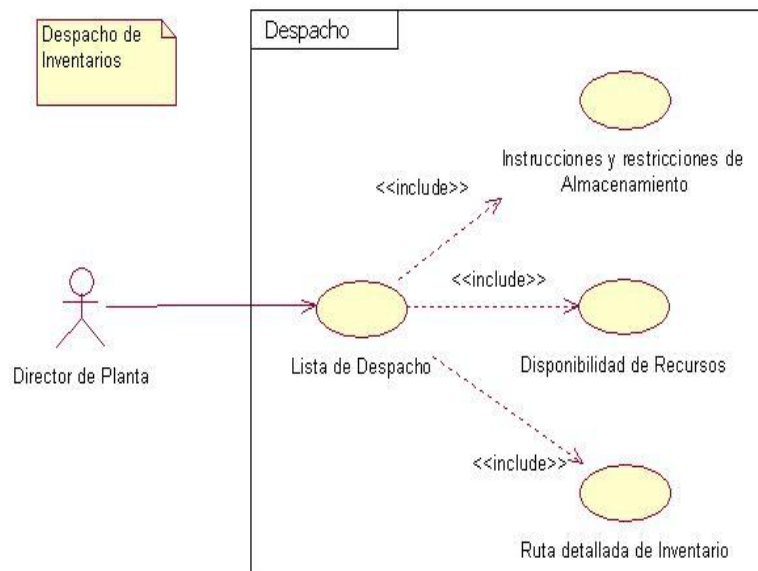 Despacho de
Inventarios
Despacho
Instrucciones y restricciones de
Almacenamiento
<<include>>
<<include>>
Director de Planta
Lista de Despacho
Disponibilidad de Recursos
<<include>>
Ruta detallada de Inventario